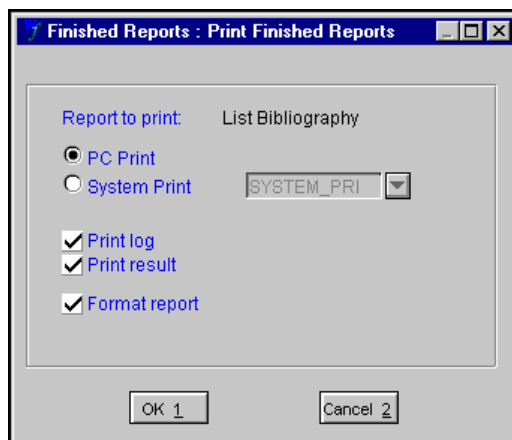 Finished Reports : Print Finished Reports
Report to print: List Bibliography
PC Print
System Print SYSTEM_PRI
Print log
Print result
Format report
OK 1 Cancel 2